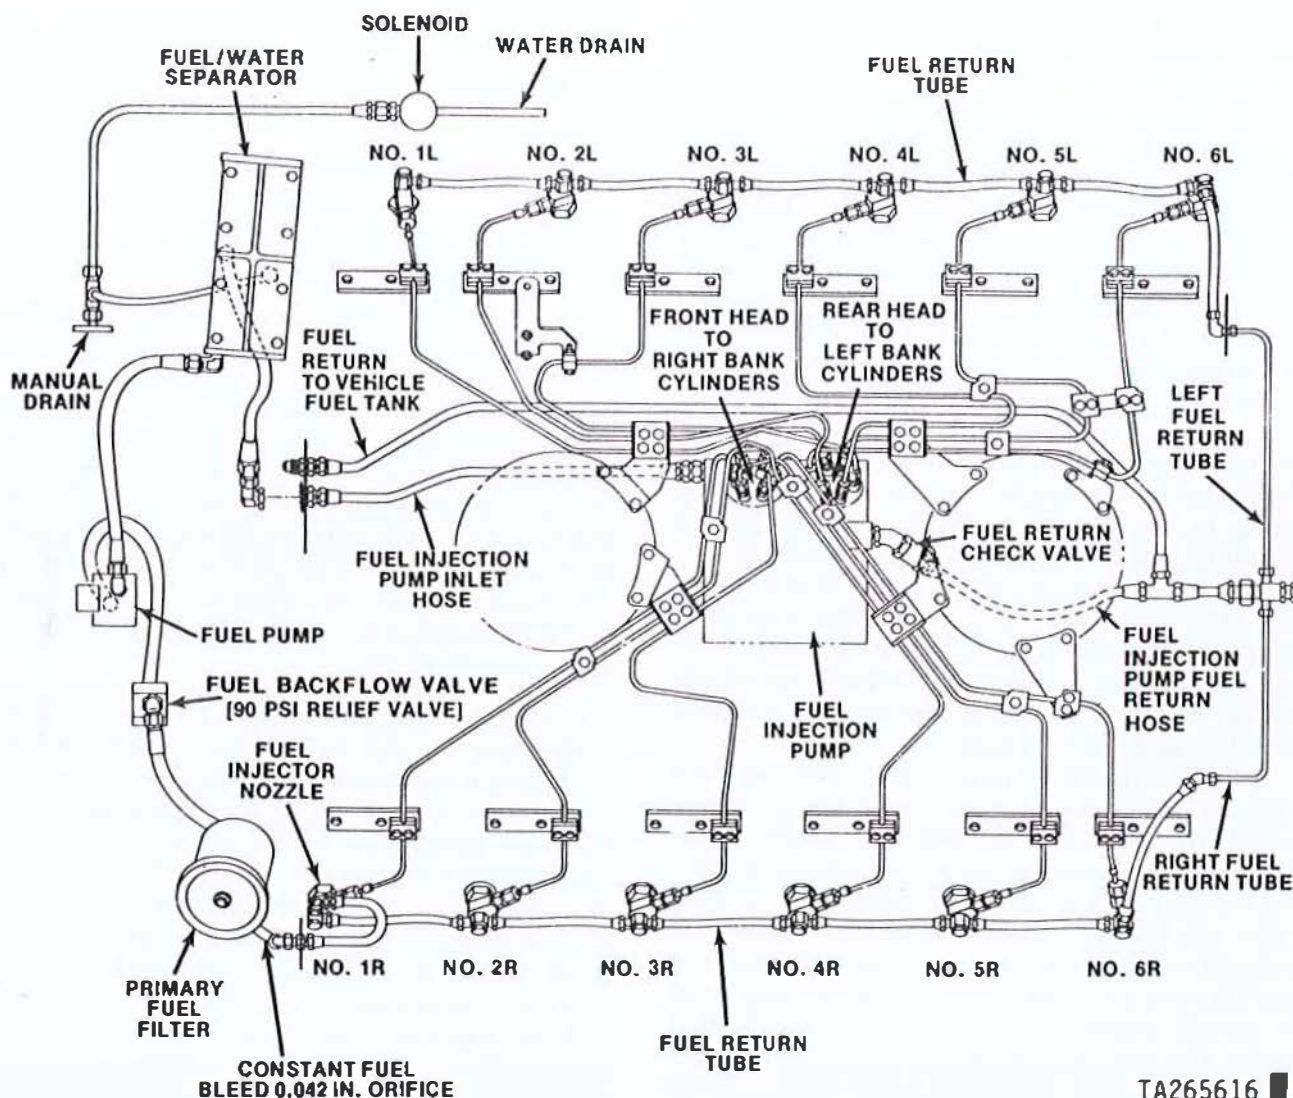 SOLENOID
WATER DRAIN
FUEL/WATER
SEPARATOR
FUEL RETURN
TUBE
NO. 1L
NO. 2L
NO. 3L
NO. 4L
NO. 5L
NO. 6L
MANUAL
DRAIN
FUEL
RETURN
TO VEHICLE
FUEL TANK
FRONT HEAD
TO
RIGHT BANK
CYLINDERS
REAR HEAD
TO
LEFT BANK
CYLINDERS
LEFT
FUEL
RETURN
TUBE
FUEL INJECTION
PUMP INLET
HOSE
FUEL RETURN
CHECK VALVE
FUEL PUMP
FUEL BACKFLOW VALVE
[90 PSI RELIEF VALVE]
FUEL
INJECTION
PUMP
FUEL
INJECTION
PUMP FUEL
RETURN
HOSE
FUEL
INJECTOR
NOZZLE
RIGHT FUEL
RETURN TUBE
NO. 1R
NO. 2R
NO. 3R
NO. 4R
NO. 5R
NO. 6R
PRIMARY
FUEL
FILTER
FUEL RETURN
TUBE
CONSTANT FUEL
BLEED 0.042 IN. ORIFICE
TA265616